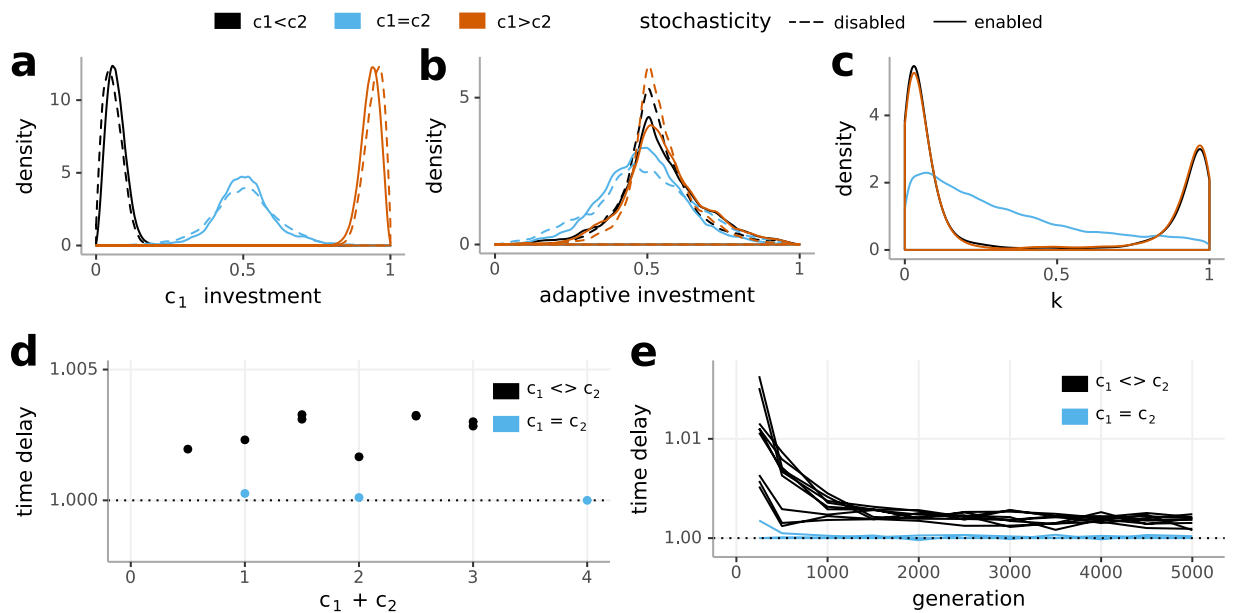 c1<c2 c1=c2 c1>c2 stochasticity disabled enabled
a
10
5
0
density
0 0.5 1
c₁ investment
b
5
0
density
0 0.5 1
adaptive investment
c
4
2
0
density
0 0.5 1
k
d
1.005
1.000
time delay
c₁ <> c₂
c₁ = c₂
0 1 2 3 4
c₁ + c₂
e
1.01
1.00
time delay
c₁ <> c₂
c₁ = c₂
0 1000 2000 3000 4000 5000
generation